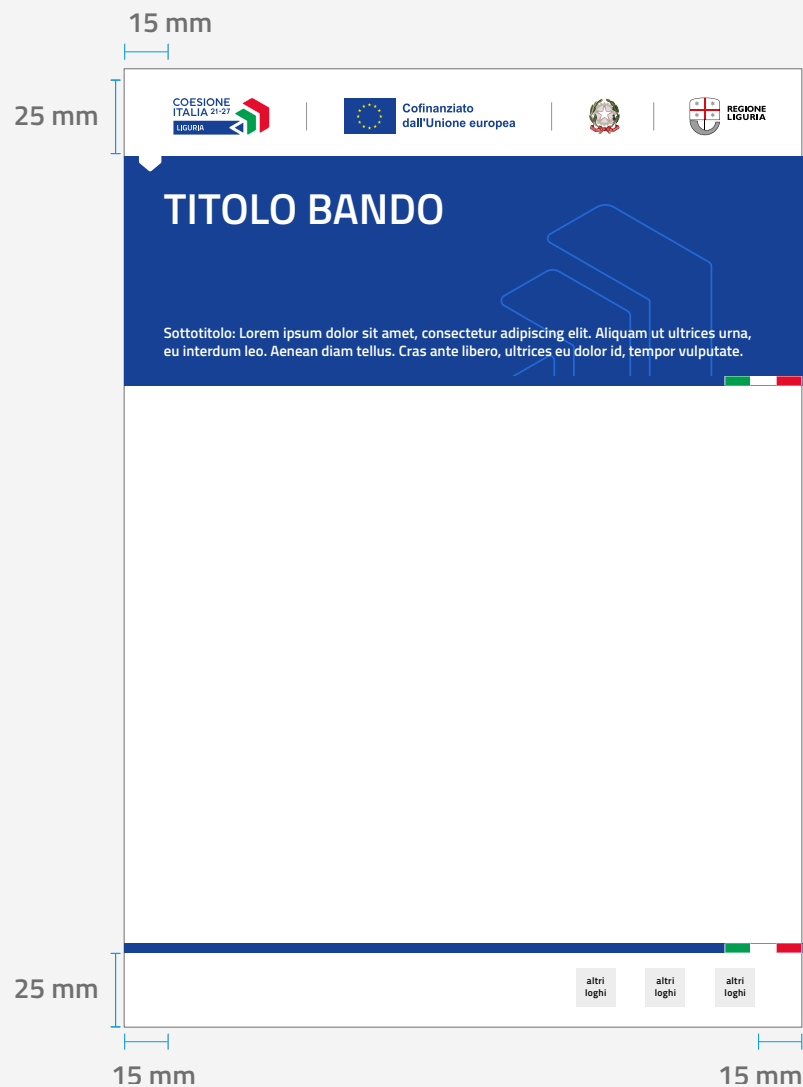 15 mm
25 mm
COESIONE
ITALIA 21-27
LIGURIA
Cofinanziato
dall'Unione europea
REGIONE
LIGURIA
TITOLO BANDO
Sottotitolo: Lorem ipsum dolor sit amet, consectetur adipiscing elit. Aliquam ut ultrices urna,
eu interdum leo. Aenean diam tellus. Cras ante libero, ultrices eu dolor id, tempor vulputate.
25 mm
altri
loghi
altri
loghi
altri
loghi
15 mm
15 mm